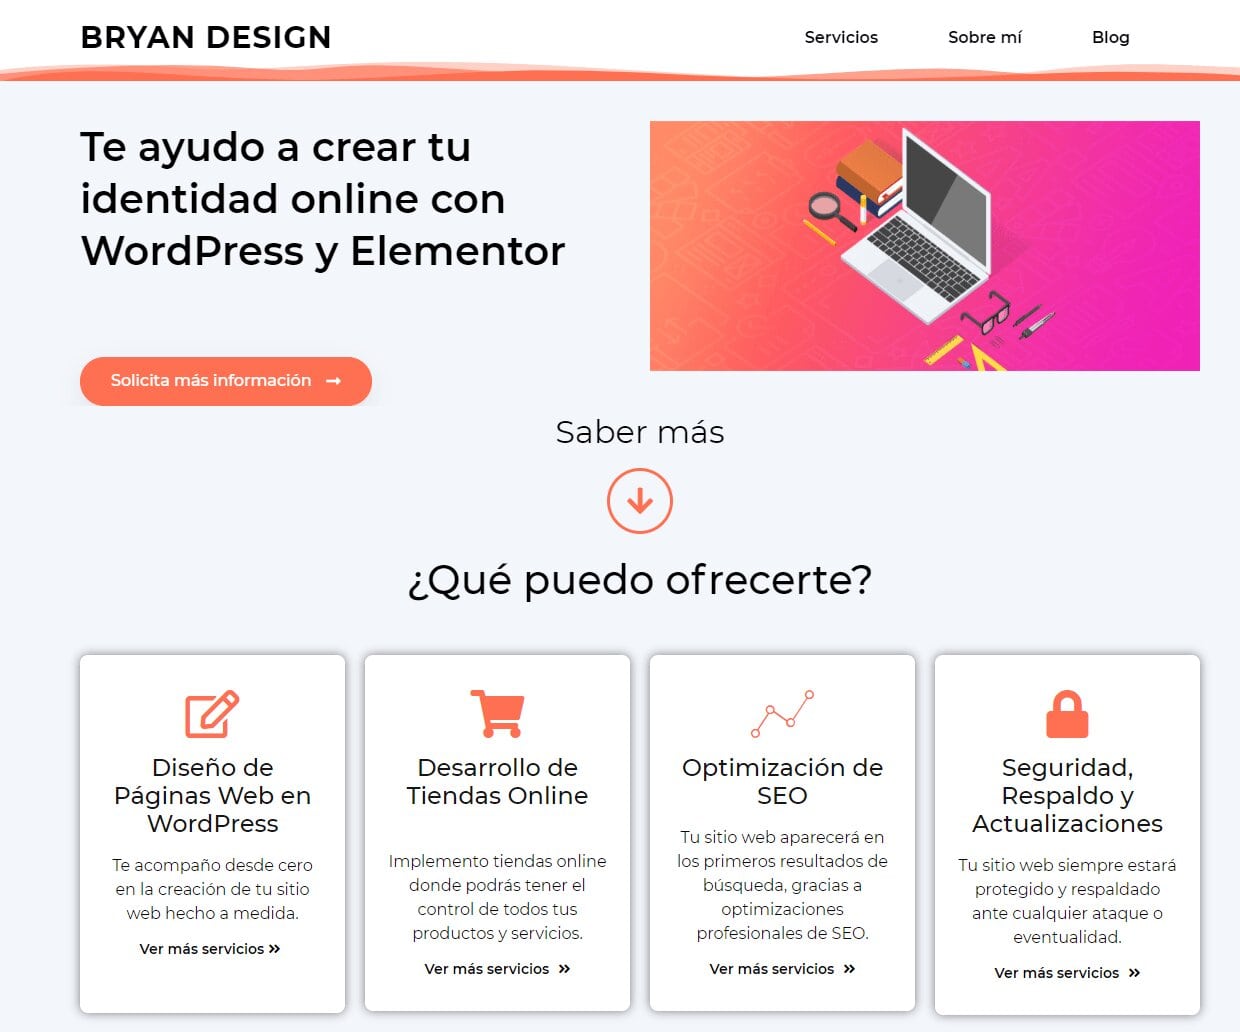 BRYAN DESIGN
Servicios
Sobre mí
Blog
Te ayudo a crear tu
identidad online con
WordPress y Elementor
Solicita más información
Saber más
¿Qué puedo ofrecerte?
Diseño de
Páginas Web en
WordPress
Te acompaño desde cero
en la creación de tu sitio
web hecho a medida.
Ver más servicios
Desarrollo de
Tiendas Online
Implemento tiendas online
donde podrás tener el
control de todos tus
productos y servicios.
Ver más servicios
Optimización de
SEO
Tu sitio web aparecerá en
los primeros resultados de
búsqueda, gracias a
optimizaciones
profesionales de SEO.
Ver más servicios
Seguridad,
Respaldo y
Actualizaciones
Tu sitio web siempre estará
protegido y respaldado
ante cualquier ataque o
eventualidad.
Ver más servicios